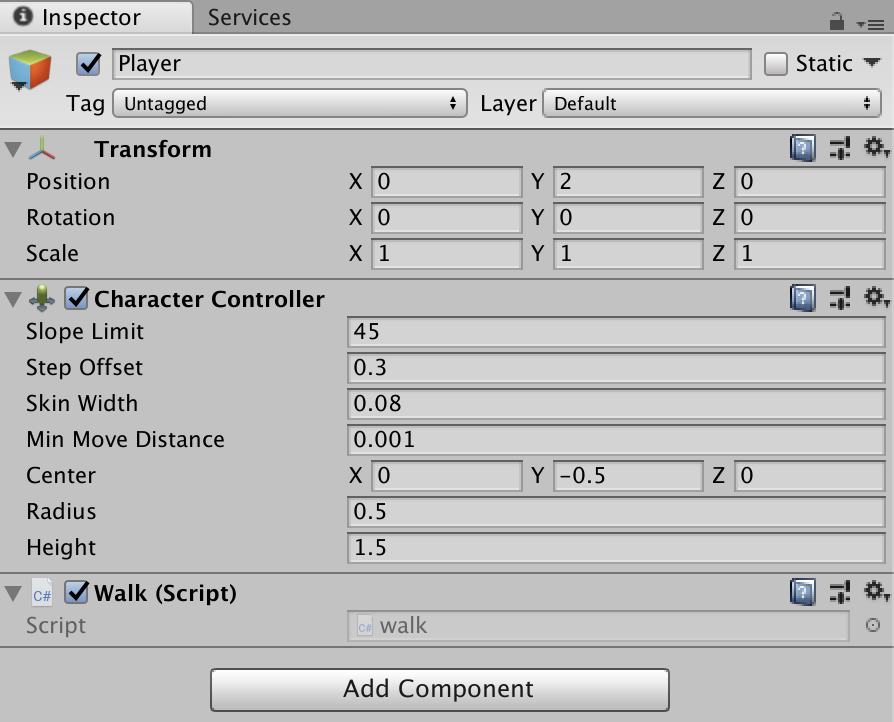 Inspector Services
Player Static
Tag Untagged Layer Default
Transform
Position X 0 Y 2 Z 0
Rotation X 0 Y 0 Z 0
Scale X 1 Y 1 Z 1
Character Controller
Slope Limit 45
Step Offset 0.3
Skin Width 0.08
Min Move Distance 0.001
Center X 0 Y -0.5 Z 0
Radius 0.5
Height 1.5
C# Walk (Script)
Script C# walk
Add Component